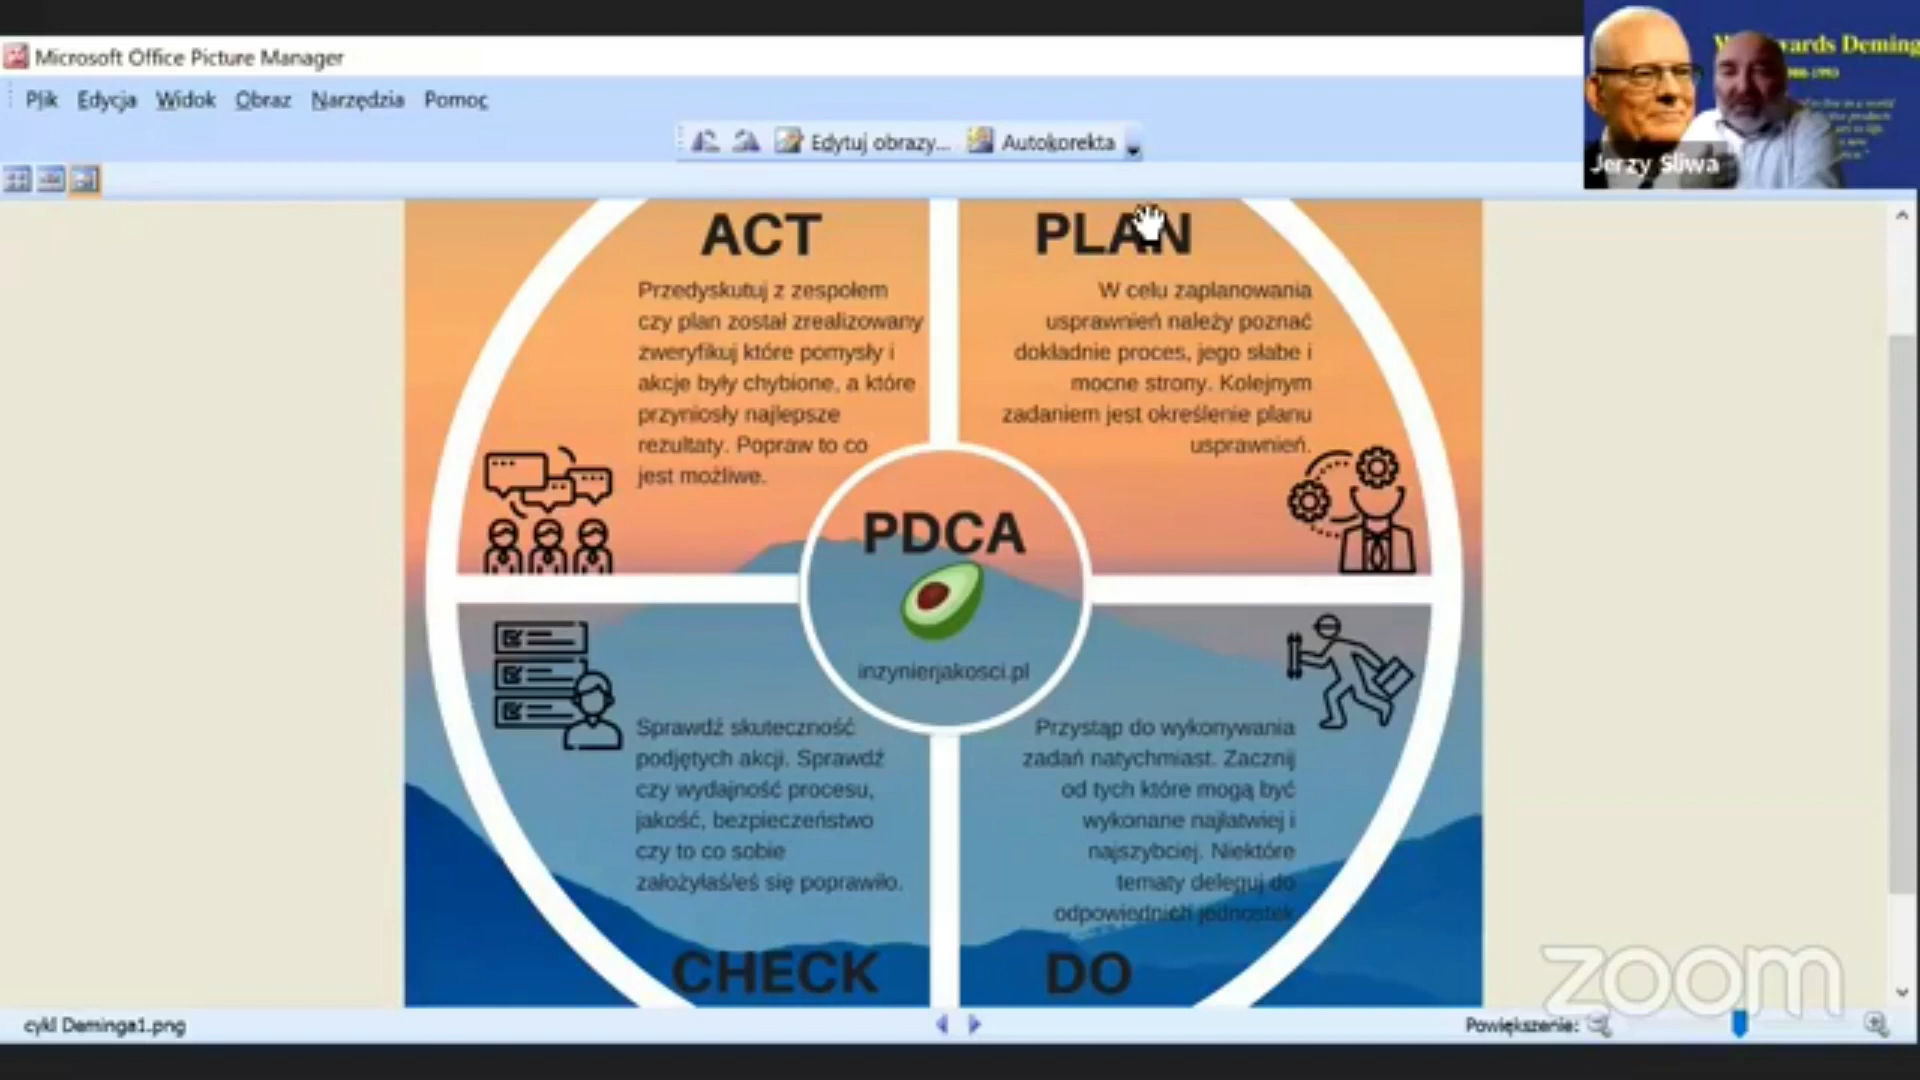 Microsoft Office Picture Manager
Plik Edycja Widok Obraz Narzędzia Pomoc
Edytuj obrazy... Autokorekta
Edwards Deming
Jerzy Sliwa
ACT
Przedyskutuj z zespołem
czy plan został zrealizowany
zweryfikuj które pomysły i
akcje były chybione, a które
przyniosły najlepsze
rezultaty. Popraw to co
jest możliwe.
PLAN
W celu zaplanowania
usprawnień należy poznać
dokładnie proces, jego słabe i
mocne strony. Kolejnym
zadaniem jest określenie planu
usprawnień.
PDCA
inzynierjakosci.pl
Sprawdź skuteczność
podjętych akcji. Sprawdź
czy wydajność procesu,
jakość, bezpieczeństwo
czy to co sobie
założyłaś/eś się poprawiło.
CHECK
Przystąp do wykonywania
zadań natychmiast. Zacznij
od tych które mogą być
wykonane najłatwiej i
najszybciej. Niektóre
tematy deleguj do
odpowiednich jednostek.
DO
zoom
cykl Deminga1.png
Powiększenie: